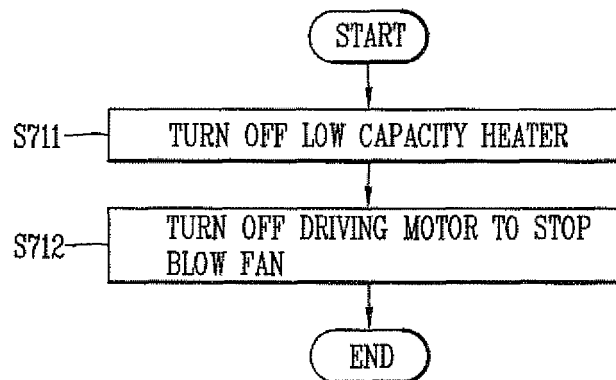 START
S711
TURN OFF LOW CAPACITY HEATER
S712
TURN OFF DRIVING MOTOR TO STOP
BLOW FAN
END